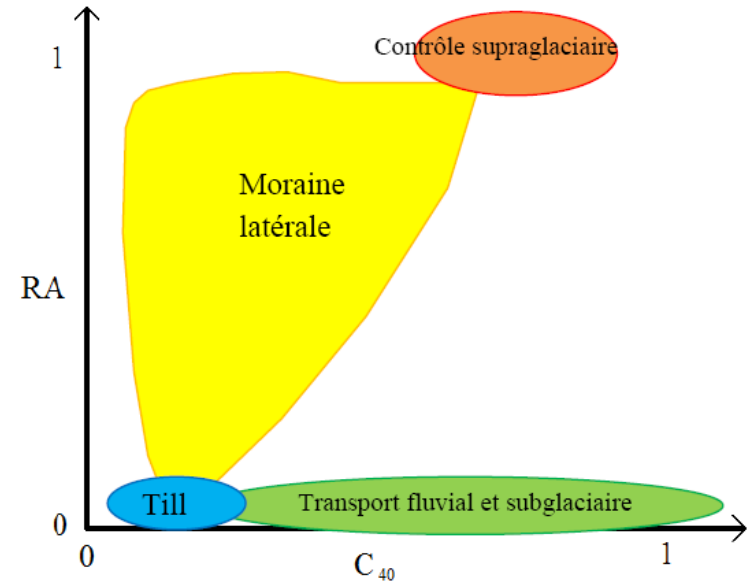 1
Contrôle supraglaciaire
Moraine
latérale
RA
Till
Transport fluvial et subglaciaire
0
0
C 40
1